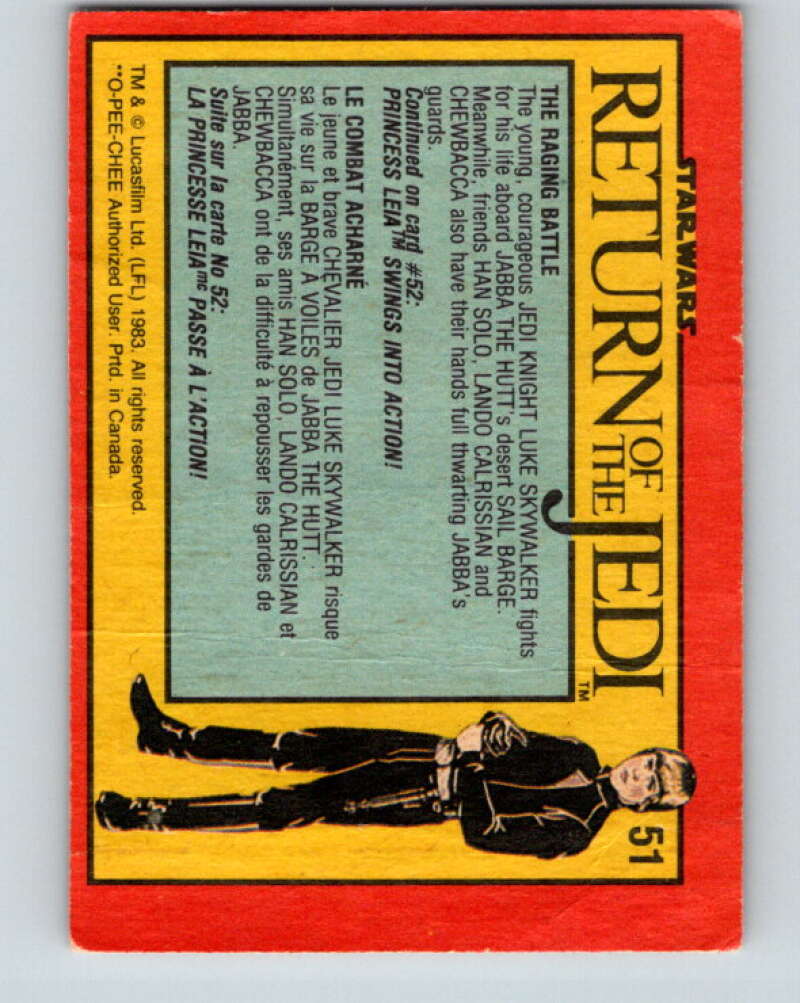 STAR WARS
RETURN OF THE JEDI™
51
THE RAGING BATTLE
The young, courageous JEDI KNIGHT LUKE SKYWALKER fights
for his life aboard JABBA THE HUTT's desert SAIL BARGE.
Meanwhile, friends HAN SOLO, LANDO CALRISSIAN and
CHEWBACCA also have their hands full thwarting JABBA's
guards.
Continued on card #52:
PRINCESS LEIA™ SWINGS INTO ACTION!
LE COMBAT ACHARNÉ
Le jeune et brave CHEVALIER JEDI LUKE SKYWALKER risque
sa vie sur la BARGE À VOILES de JABBA THE HUTT.
Simultanément, ses amis HAN SOLO, LANDO CALRISSIAN et
CHEWBACCA ont de la difficulté à repousser les gardes de
JABBA.
Suite sur la carte No 52:
LA PRINCESSE LEIAmc PASSE À L'ACTION!
TM & © Lucasfilm Ltd. (LFL) 1983. All rights reserved.
**O-PEE-CHEE Authorized User. Prtd. in Canada.